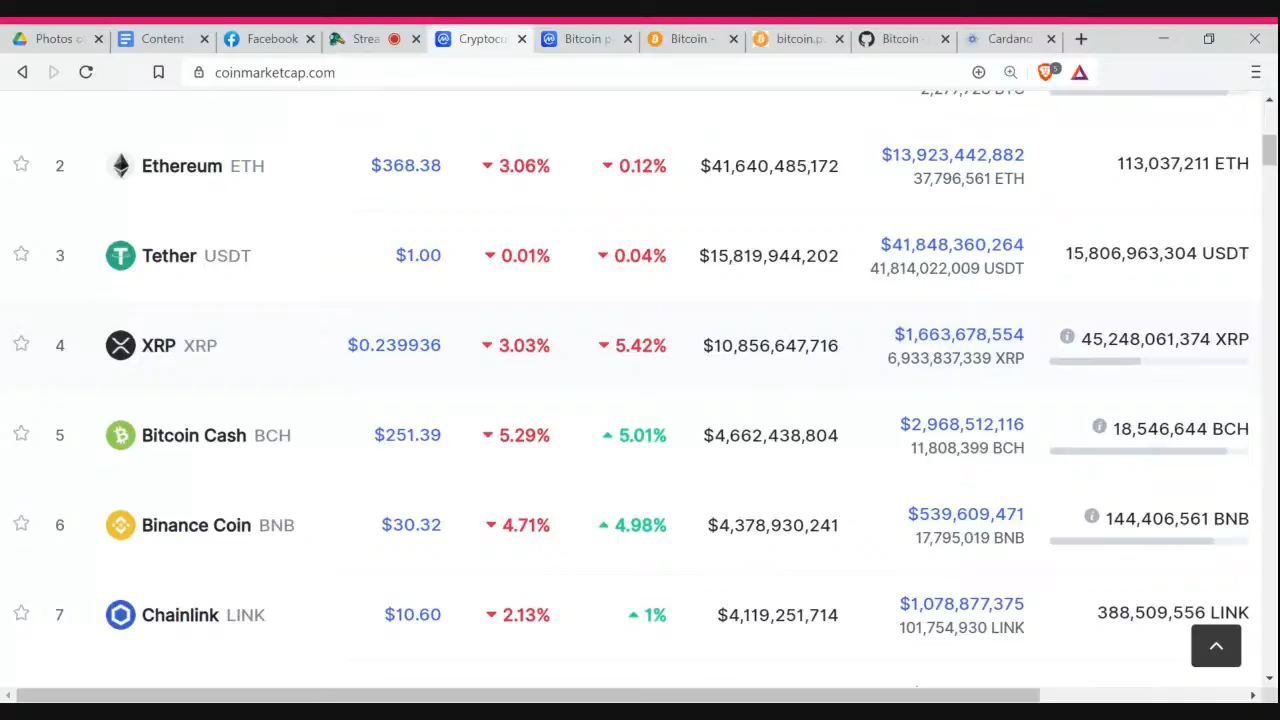 Photos o
Content
Facebook
Strea
Cryptocu
Bitcoin p
Bitcoin -
bitcoin.p
Bitcoin
Cardano
coinmarketcap.com
5
2 Ethereum ETH $368.38 3.06% 0.12% $41,640,485,172 $13,923,442,882 113,037,211 ETH
37,796,561 ETH
3 Tether USDT $1.00 0.01% 0.04% $15,819,944,202 $41,848,360,264 15,806,963,304 USDT
41,814,022,009 USDT
4 XRP XRP $0.239936 3.03% 5.42% $10,856,647,716 $1,663,678,554 45,248,061,374 XRP
6,933,837,339 XRP
5 Bitcoin Cash BCH $251.39 5.29% 5.01% $4,662,438,804 $2,968,512,116 18,546,644 BCH
11,808,399 BCH
6 Binance Coin BNB $30.32 4.71% 4.98% $4,378,930,241 $539,609,471 144,406,561 BNB
17,795,019 BNB
7 Chainlink LINK $10.60 2.13% 1% $4,119,251,714 $1,078,877,375 388,509,556 LINK
101,754,930 LINK